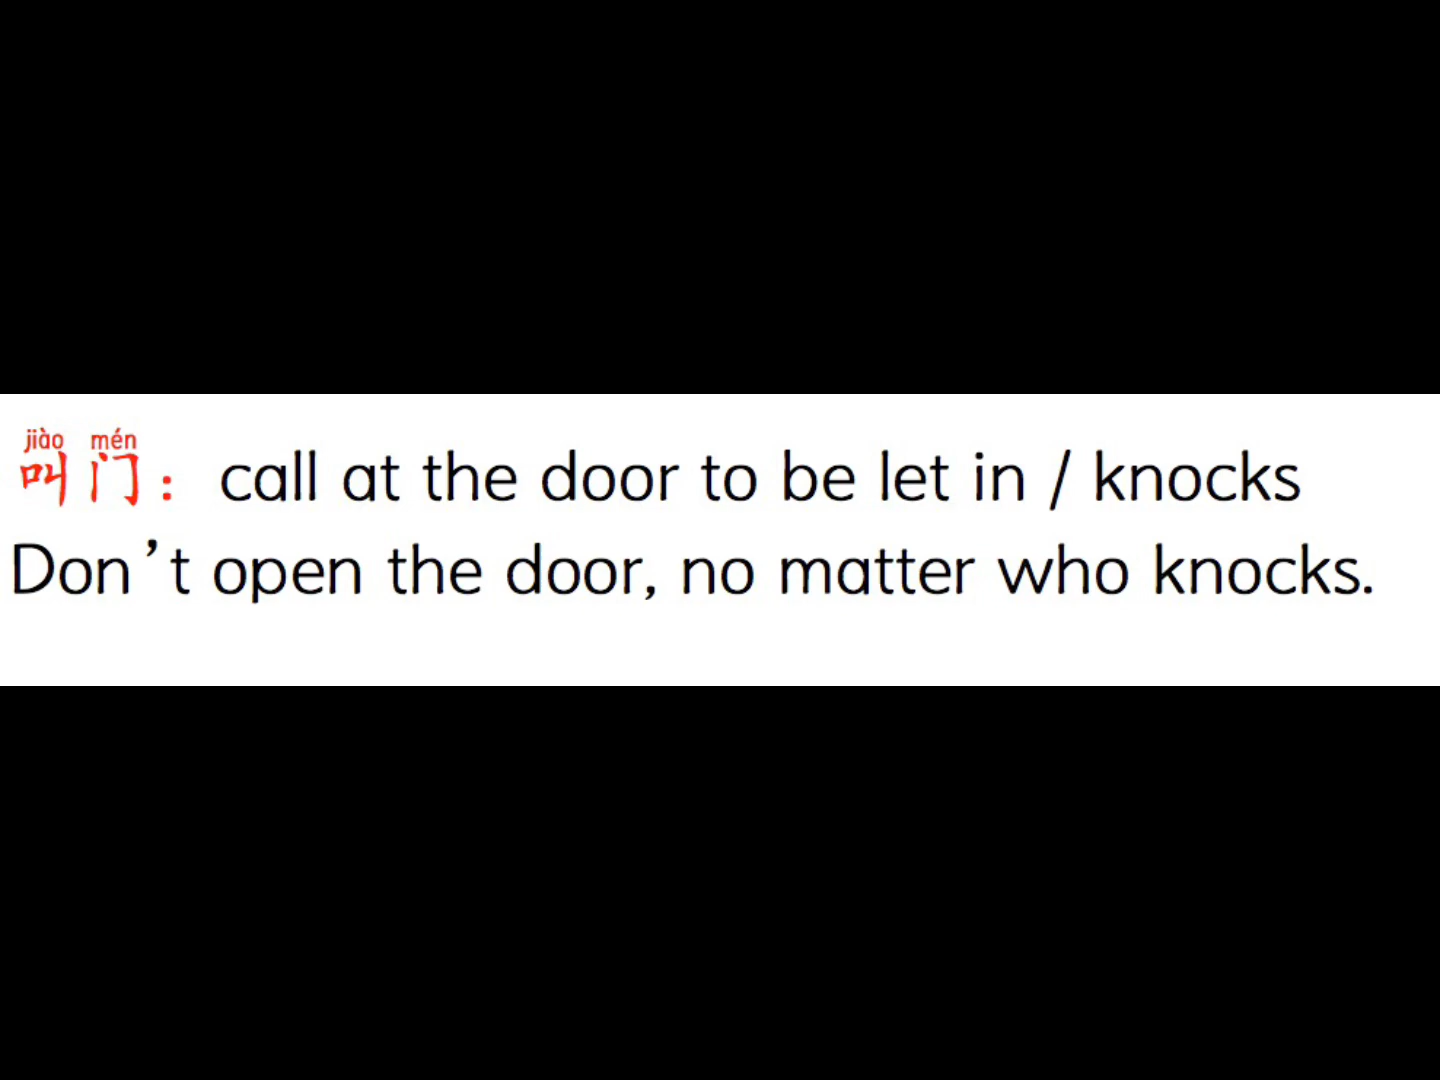 jiào mén
叫门：call at the door to be let in / knocks
Don’t open the door, no matter who knocks.